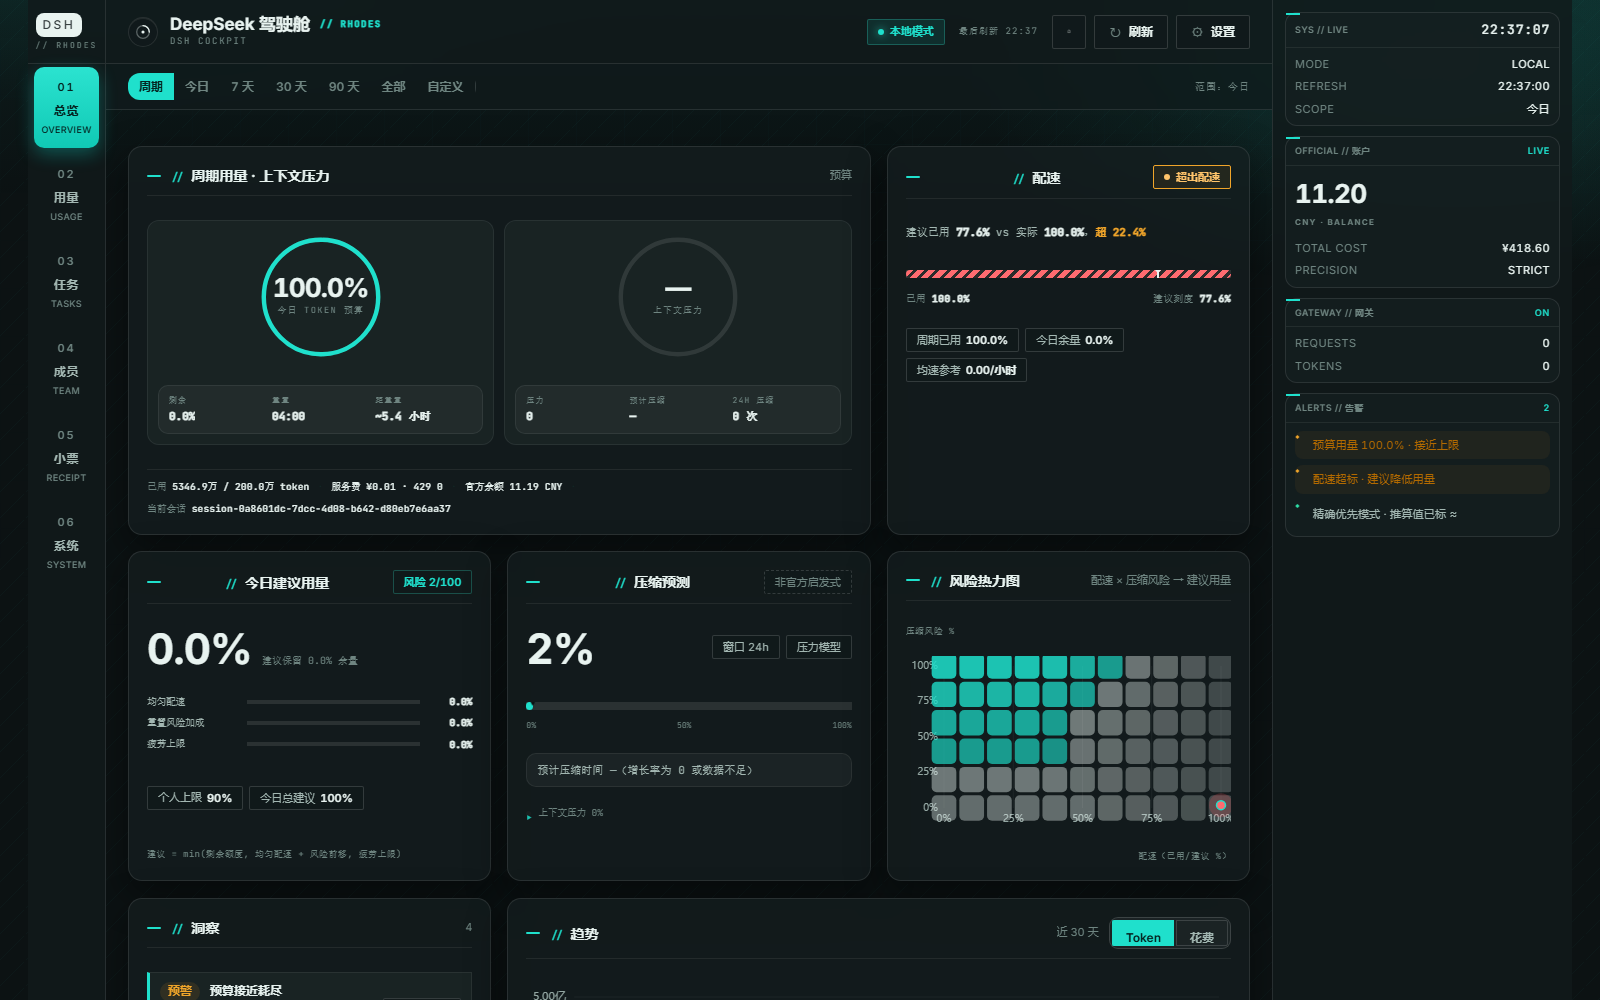 DSH
// RHODES
01
总览
OVERVIEW
02
用量
USAGE
03
任务
TASKS
04
成员
TEAM
05
小票
RECEIPT
06
系统
SYSTEM
DeepSeek 驾驶舱 // RHODES
DSH COCKPIT
本地模式
最后刷新 22:37
刷新
设置
周期
今日
7 天
30 天
90 天
全部
自定义
范围: 今日
// 周期用量 · 上下文压力
预算
100.0%
今日 TOKEN 预算
剩余
重置
距重置
0.0%
04:00
~5.4 小时
—
上下文压力
压力
预计压缩
24H 压缩
0
—
0 次
已用 5346.9万 / 200.0万 token 服务费 ¥0.01 · 429 0 官方余额 11.19 CNY
当前会话 session-0a8601dc-7dcc-4d08-b642-d80eb7e6aa37
// 配速
超出配速
建议已用 77.6% vs 实际 100.0%, 超 22.4%
已用 100.0%
建议刻度 77.6%
周期已用 100.0%
今日余量 0.0%
均速参考 0.00/小时
// 今日建议用量
风险 2/100
0.0%
建议保留 0.0% 余量
均匀配速
0.0%
重置风险加成
0.0%
疲劳上限
0.0%
个人上限 90%
今日总建议 100%
建议 = min(剩余额度, 均匀配速 + 风险前移, 疲劳上限)
// 压缩预测
非官方启发式
2%
窗口 24h
压力模型
0%
50%
100%
预计压缩时间 —（增长率为 0 或数据不足）
▸ 上下文压力 0%
// 风险热力图
配速 × 压缩风险 → 建议用量
压缩风险 %
100%
75%
50%
25%
0%
0%
25%
50%
75%
100%
配速 (已用/建议 %)
// 洞察
4
预警
预算接近耗尽
// 趋势
近 30 天
Token
花费
5.00亿
SYS // LIVE
22:37:07
MODE
LOCAL
REFRESH
22:37:00
SCOPE
今日
OFFICIAL // 账户
LIVE
11.20
CNY · BALANCE
TOTAL COST
¥418.60
PRECISION
STRICT
GATEWAY // 网关
ON
REQUESTS
0
TOKENS
0
ALERTS // 告警
2
预算用量 100.0% · 接近上限
配速超标 · 建议降低用量
精确优先模式 · 推算值已标 ≈